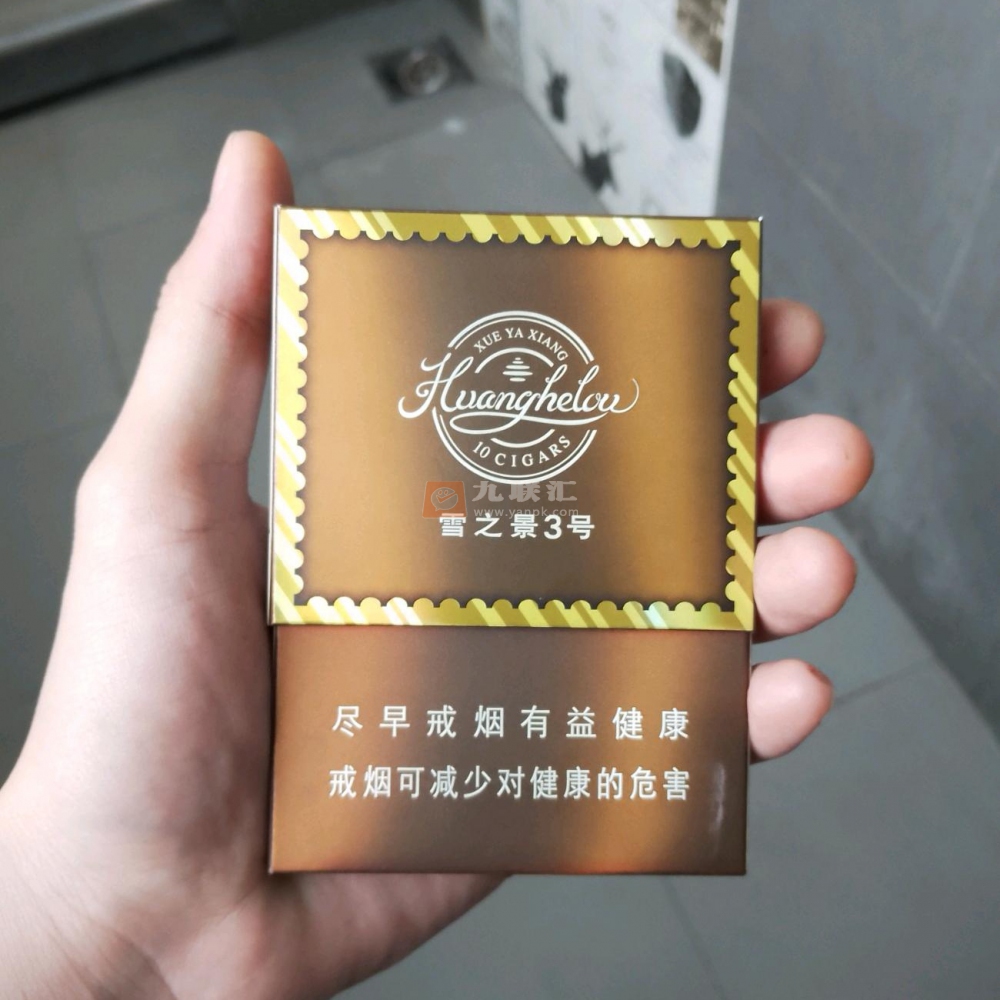 XUE YA XIANG
Huanghelou
10 CIGARS
九联汇
www.yanpk.com
雪之景3号
尽早戒烟有益健康
戒烟可减少对健康的危害